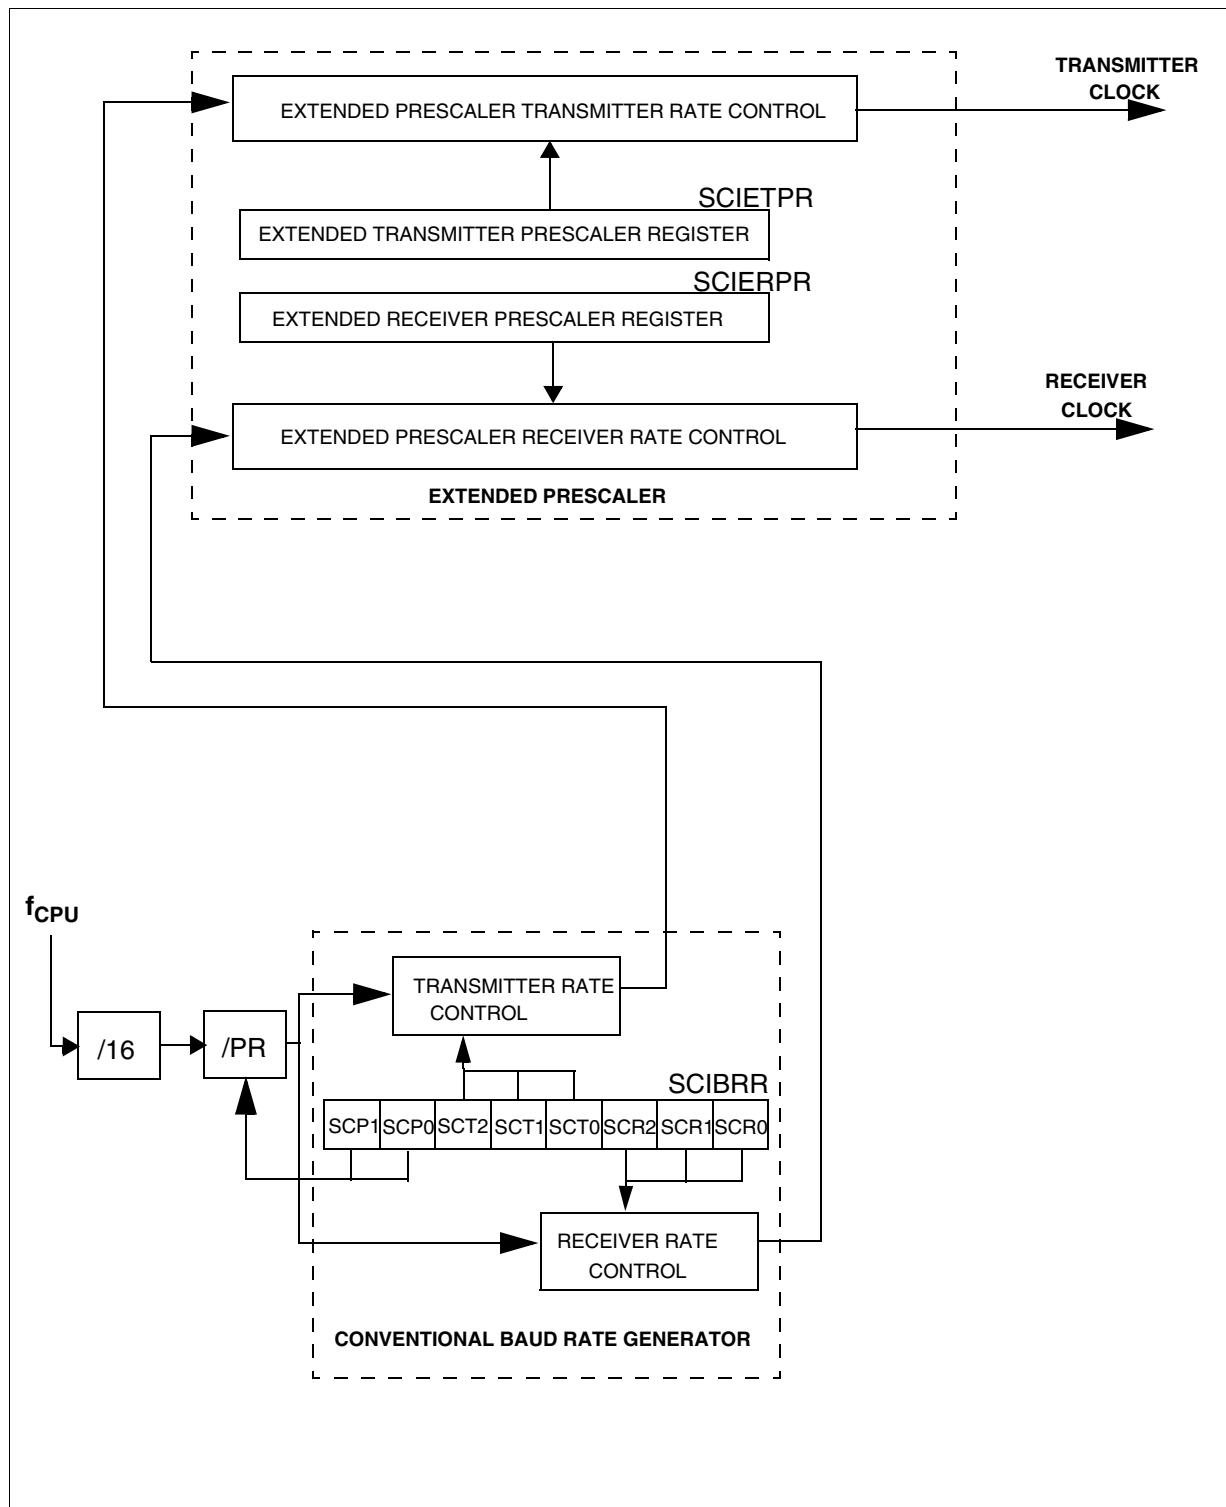 TRANSMITTER
CLOCK
EXTENDED PRESCALER TRANSMITTER RATE CONTROL
SCIETPR
EXTENDED TRANSMITTER PRESCALER REGISTER
SCIERPR
EXTENDED RECEIVER PRESCALER REGISTER
RECEIVER
CLOCK
EXTENDED PRESCALER RECEIVER RATE CONTROL
EXTENDED PRESCALER
fCPU
TRANSMITTER RATE
CONTROL
/16
/PR
SCIBRR
SCP1 SCP0 SCT2 SCT1 SCT0 SCR2 SCR1 SCR0
RECEIVER RATE
CONTROL
CONVENTIONAL BAUD RATE GENERATOR